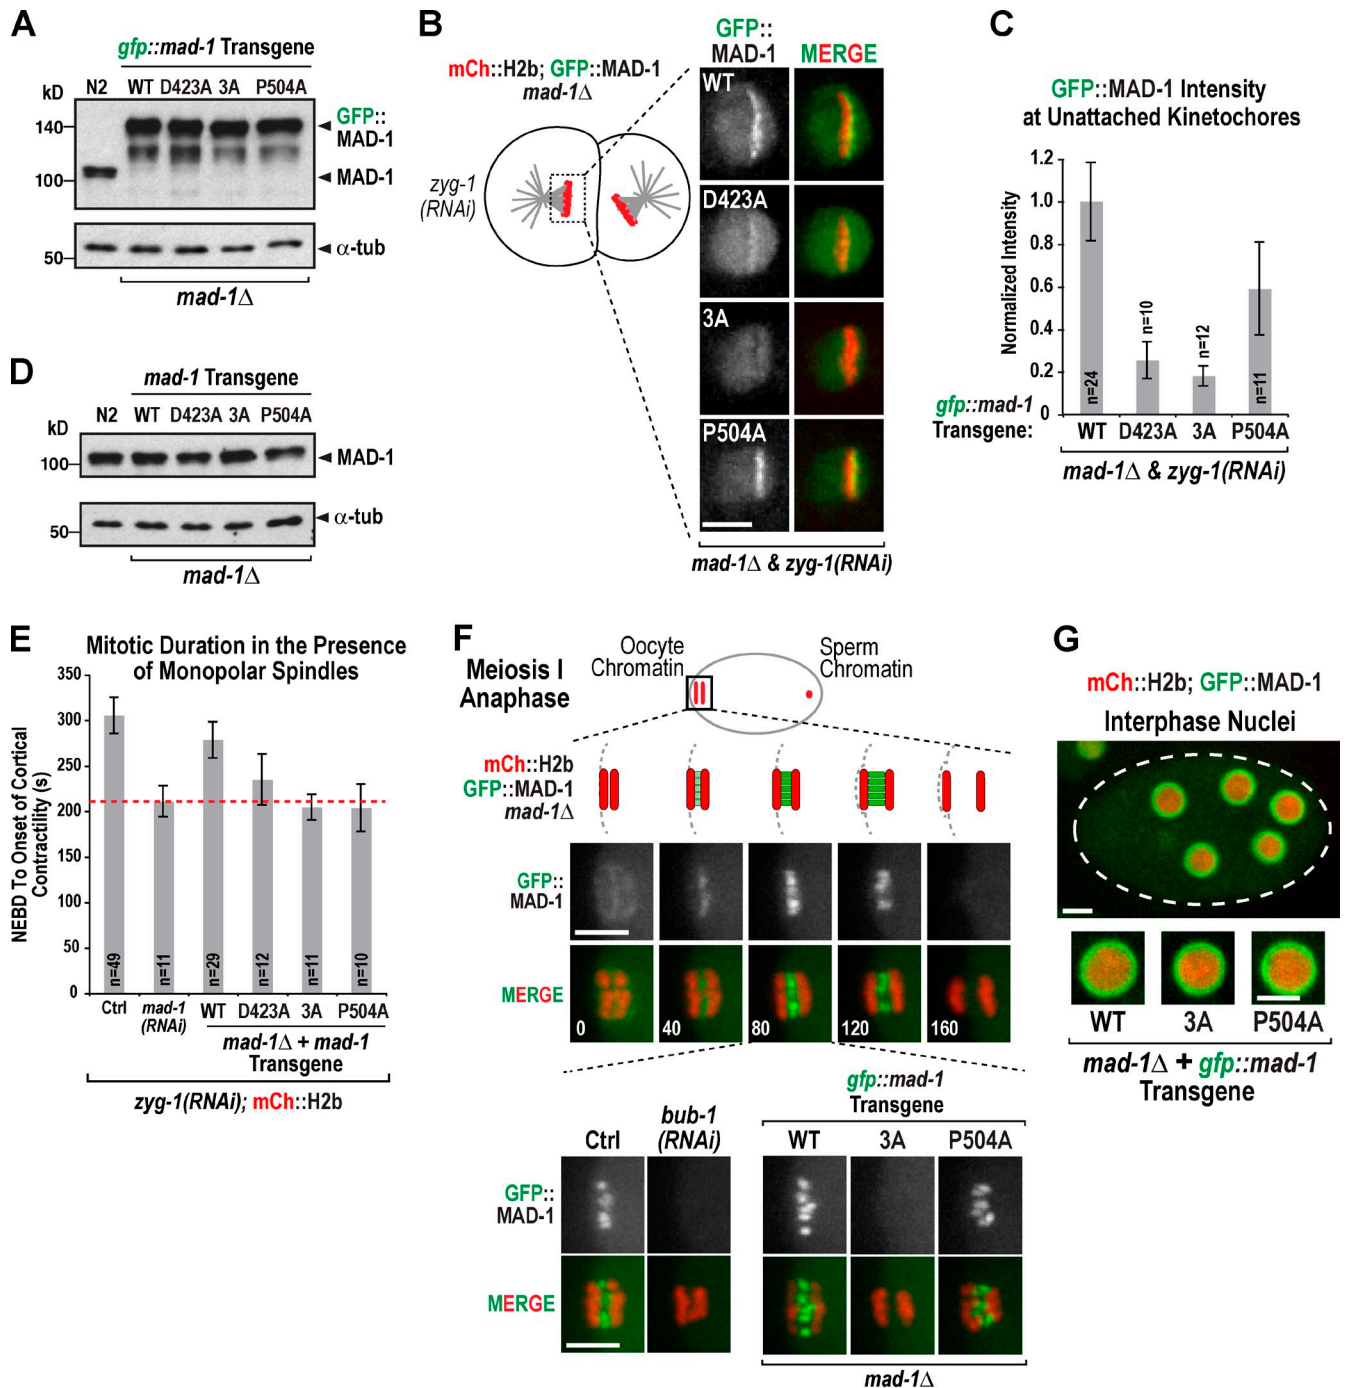 A
gfp::mad-1 Transgene
kD
N2
WT D423A 3A P504A
140
GFP::
MAD-1
100
MAD-1
50
α-tub
mad-1Δ
B
mCh::H2b; GFP::MAD-1
mad-1Δ
zyg-1
(RNAi)
GFP::
MAD-1
MERGE
WT
D423A
3A
P504A
mad-1Δ & zyg-1(RNAi)
C
GFP::MAD-1 Intensity
at Unattached Kinetochores
Normalized Intensity
1.2
1.0
0.8
0.6
0.4
0.2
0
n=24
n=10
n=12
n=11
gfp::mad-1
Transgene:
WT D423A 3A P504A
mad-1Δ & zyg-1(RNAi)
D
mad-1 Transgene
kD
N2
WT D423A 3A P504A
100
MAD-1
50
α-tub
mad-1Δ
E
Mitotic Duration in the Presence
of Monopolar Spindles
NEBD To Onset of Cortical
Contractility (s)
350
300
250
200
150
100
50
0
n=49
n=11
n=29
n=12
n=11
n=10
Ctrl
mad-1
(RNAi)
WT D423A 3A P504A
mad-1Δ + mad-1
Transgene
zyg-1(RNAi); mCh::H2b
F
Meiosis I
Anaphase
Oocyte
Chromatin
Sperm
Chromatin
mCh::H2b
GFP::MAD-1
mad-1Δ
GFP::
MAD-1
MERGE
0
40
80
120
160
gfp::mad-1
Transgene
Ctrl
bub-1
(RNAi)
WT
3A
P504A
GFP::
MAD-1
MERGE
mad-1Δ
G
mCh::H2b; GFP::MAD-1
Interphase Nuclei
WT
3A
P504A
mad-1Δ + gfp::mad-1
Transgene